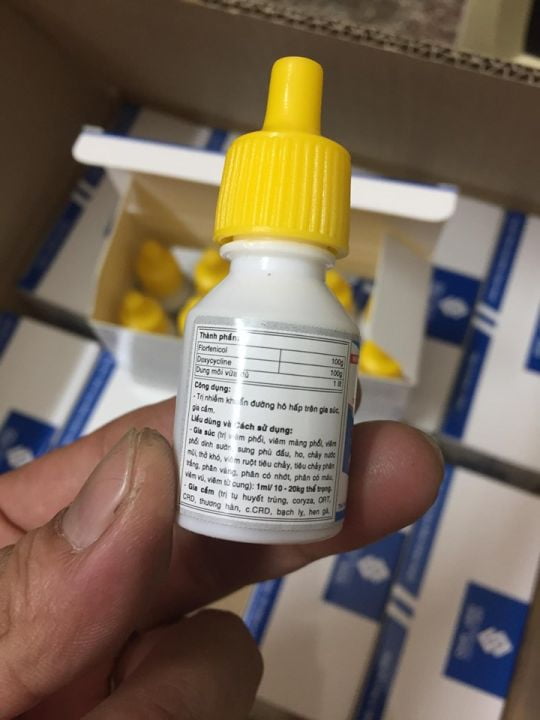 Thành phần:
Florfenicol 100g
Doxycycline 100g
Dung môi vừa đủ 1 lít
Công dụng:
- Trị nhiễm khuẩn đường hô hấp trên gia súc,
gia cầm.
Liều dùng và Cách sử dụng:
- Gia súc (trị viêm phổi, viêm màng phổi, viêm
phổi dính sườn, sưng phù đầu, ho, chảy nước
mũi, thở khó, viêm ruột tiêu chảy, tiêu chảy phân
trắng, phân vàng, phân có nhớt, phân có máu,
viêm vú, viêm tử cung): 1ml/ 10 - 20kg thể trọng.
- Gia cầm (trị tụ huyết trùng, coryza, ORT,
CRD, thương hàn, c.CRD, bạch lỵ, hen gà,